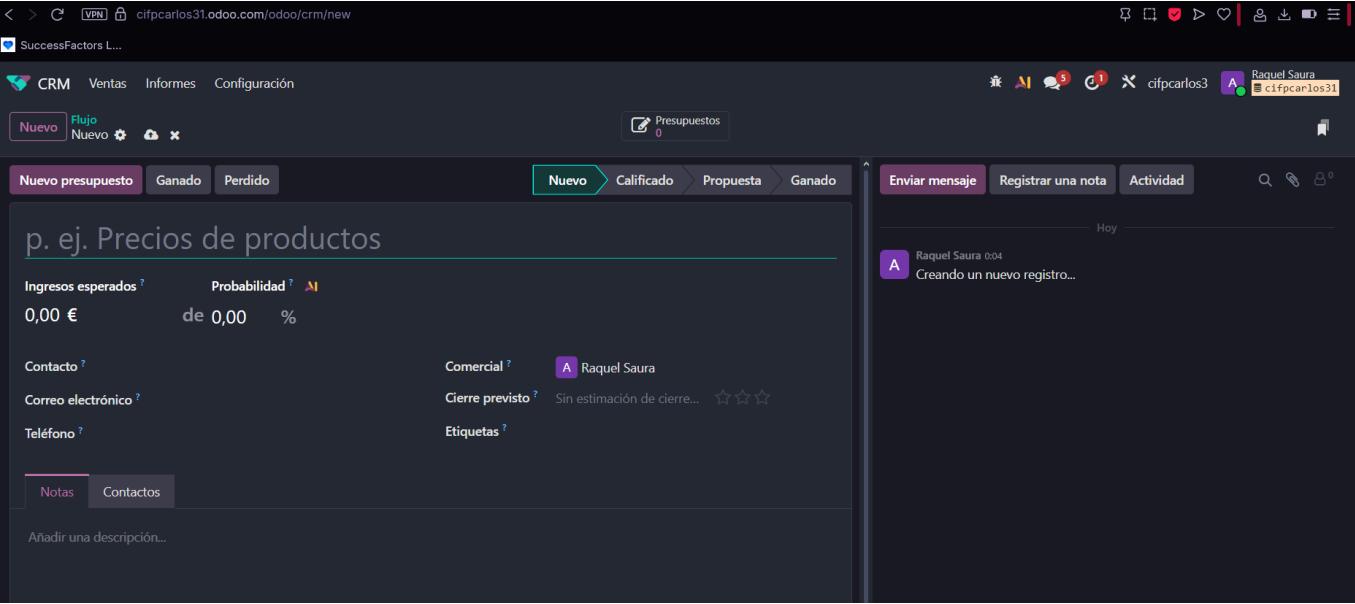 VPN cifpcarlos31.odoo.com/odoo/crm/new
SuccessFactors L...
CRM Ventas Informes Configuración 5 1 cifpcarlos3 A Raquel Saura
cifpcarlos31
Nuevo Flujo
Nuevo
Presupuestos
0
Nuevo presupuesto Ganado Perdido Nuevo Calificado Propuesta Ganado
Enviar mensaje Registrar una nota Actividad 0
p. ej. Precios de productos
Hoy
A Raquel Saura 0:04
Creando un nuevo registro...
Ingresos esperados ? Probabilidad ? AI
0,00 € de 0,00 %
Contacto ?
Correo electrónico ?
Teléfono ?
Comercial ? A Raquel Saura
Cierre previsto ? Sin estimación de cierre...
Etiquetas ?
Notas Contactos
Añadir una descripción...